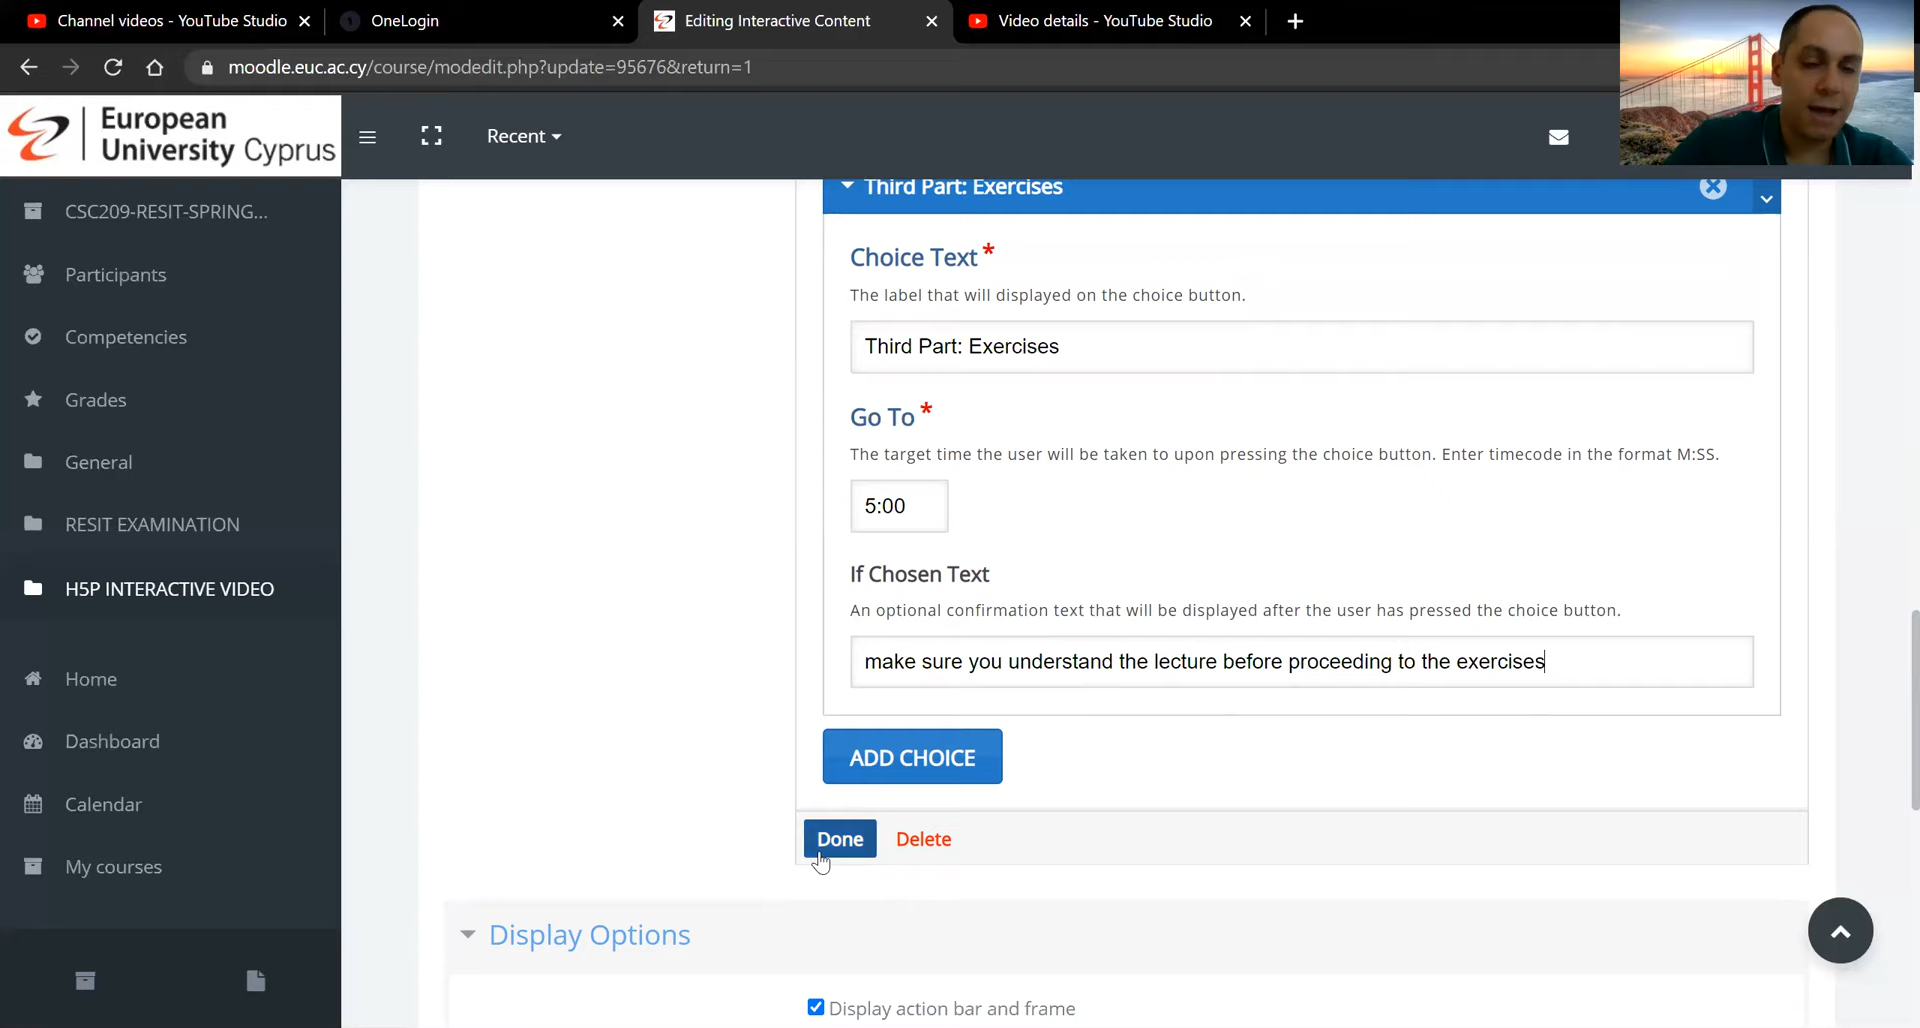 Channel videos - YouTube Studio
OneLogin
Editing Interactive Content
Video details - YouTube Studio
moodle.euc.ac.cy/course/modedit.php?update=95676&return=1
European
University Cyprus
Recent
CSC209-RESIT-SPRING...
Participants
Competencies
Grades
General
RESIT EXAMINATION
H5P INTERACTIVE VIDEO
Home
Dashboard
Calendar
My courses
Third Part: Exercises
Choice Text *
The label that will displayed on the choice button.
Third Part: Exercises
Go To *
The target time the user will be taken to upon pressing the choice button. Enter timecode in the format M:SS.
5:00
If Chosen Text
An optional confirmation text that will be displayed after the user has pressed the choice button.
make sure you understand the lecture before proceeding to the exercises
ADD CHOICE
Done Delete
Display Options
Display action bar and frame